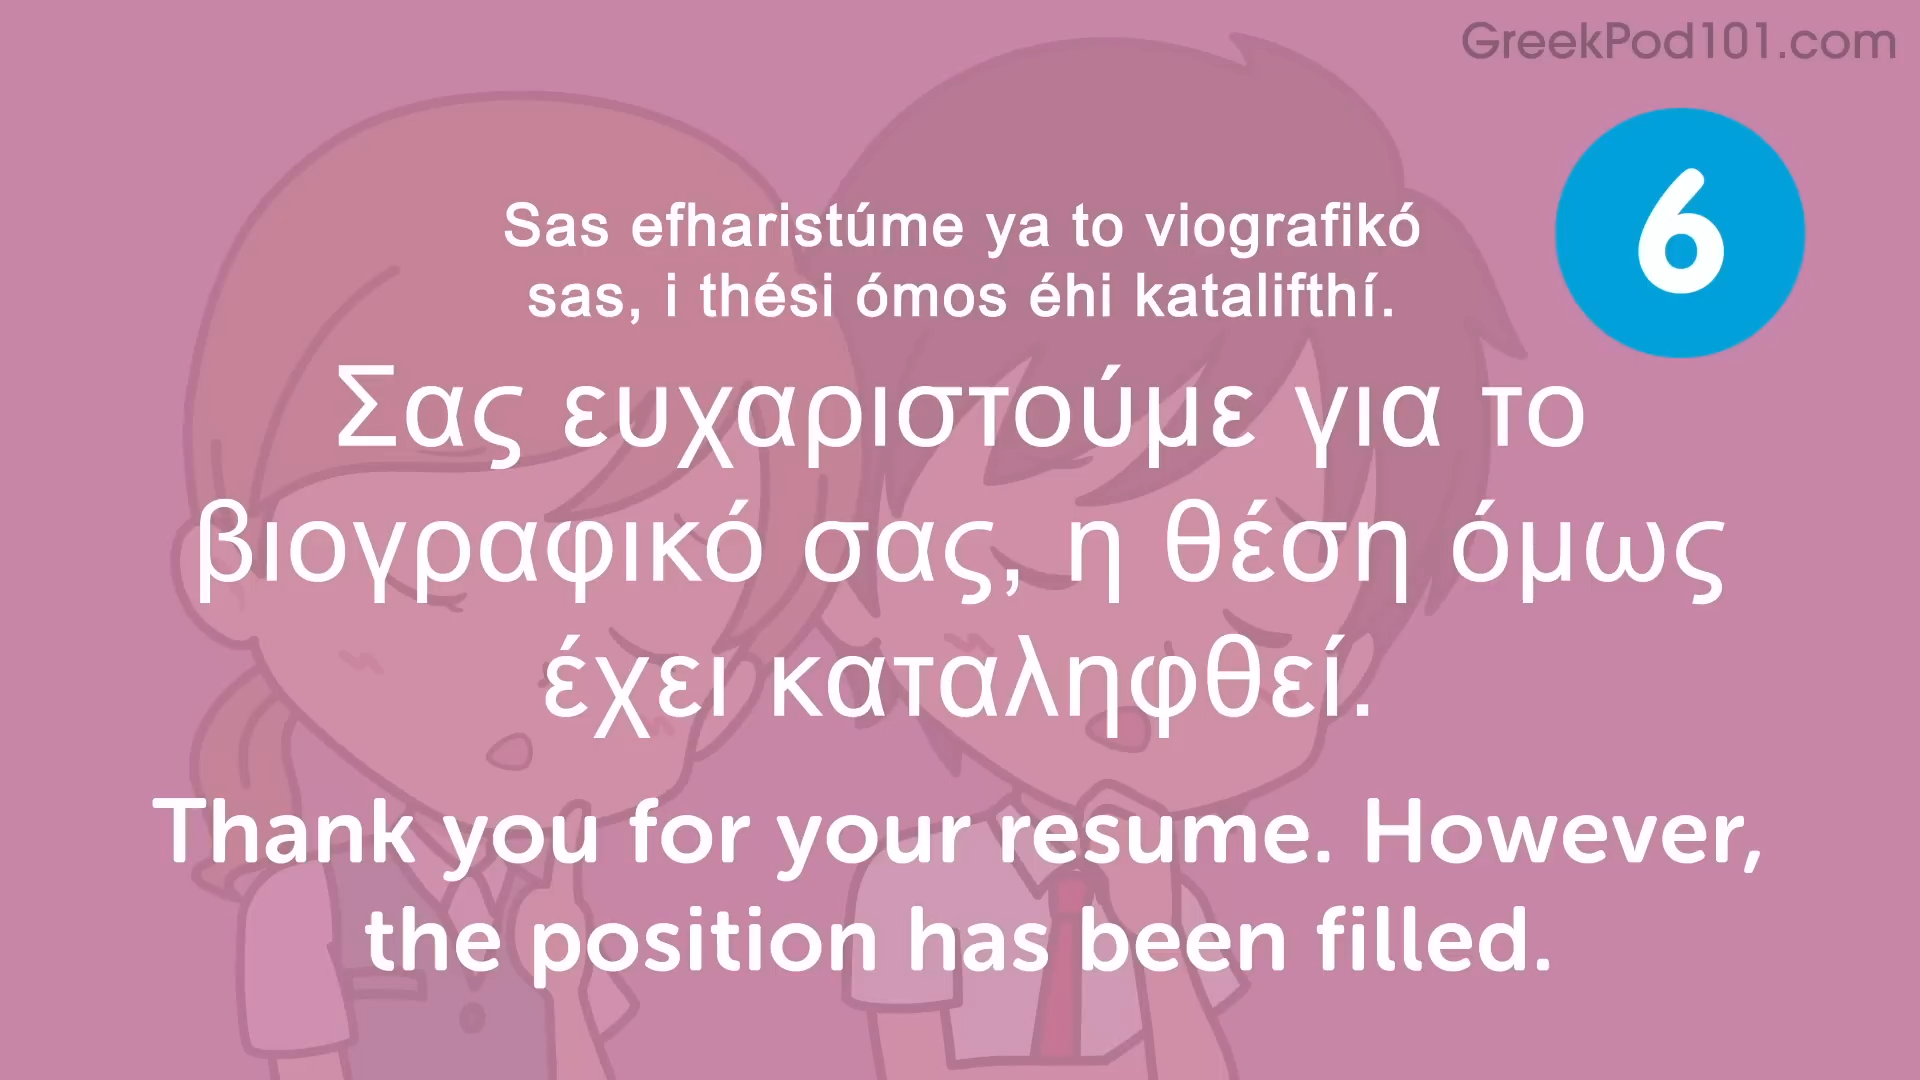 GreekPod101.com
6
Sas efharistúme ya to viografikó
sas, i thési ómos éhi katalifthí.
Σας ευχαριστούμε για το
βιογραφικό σας, η θέση όμως
έχει καταληφθεί.
Thank you for your resume. However,
the position has been filled.